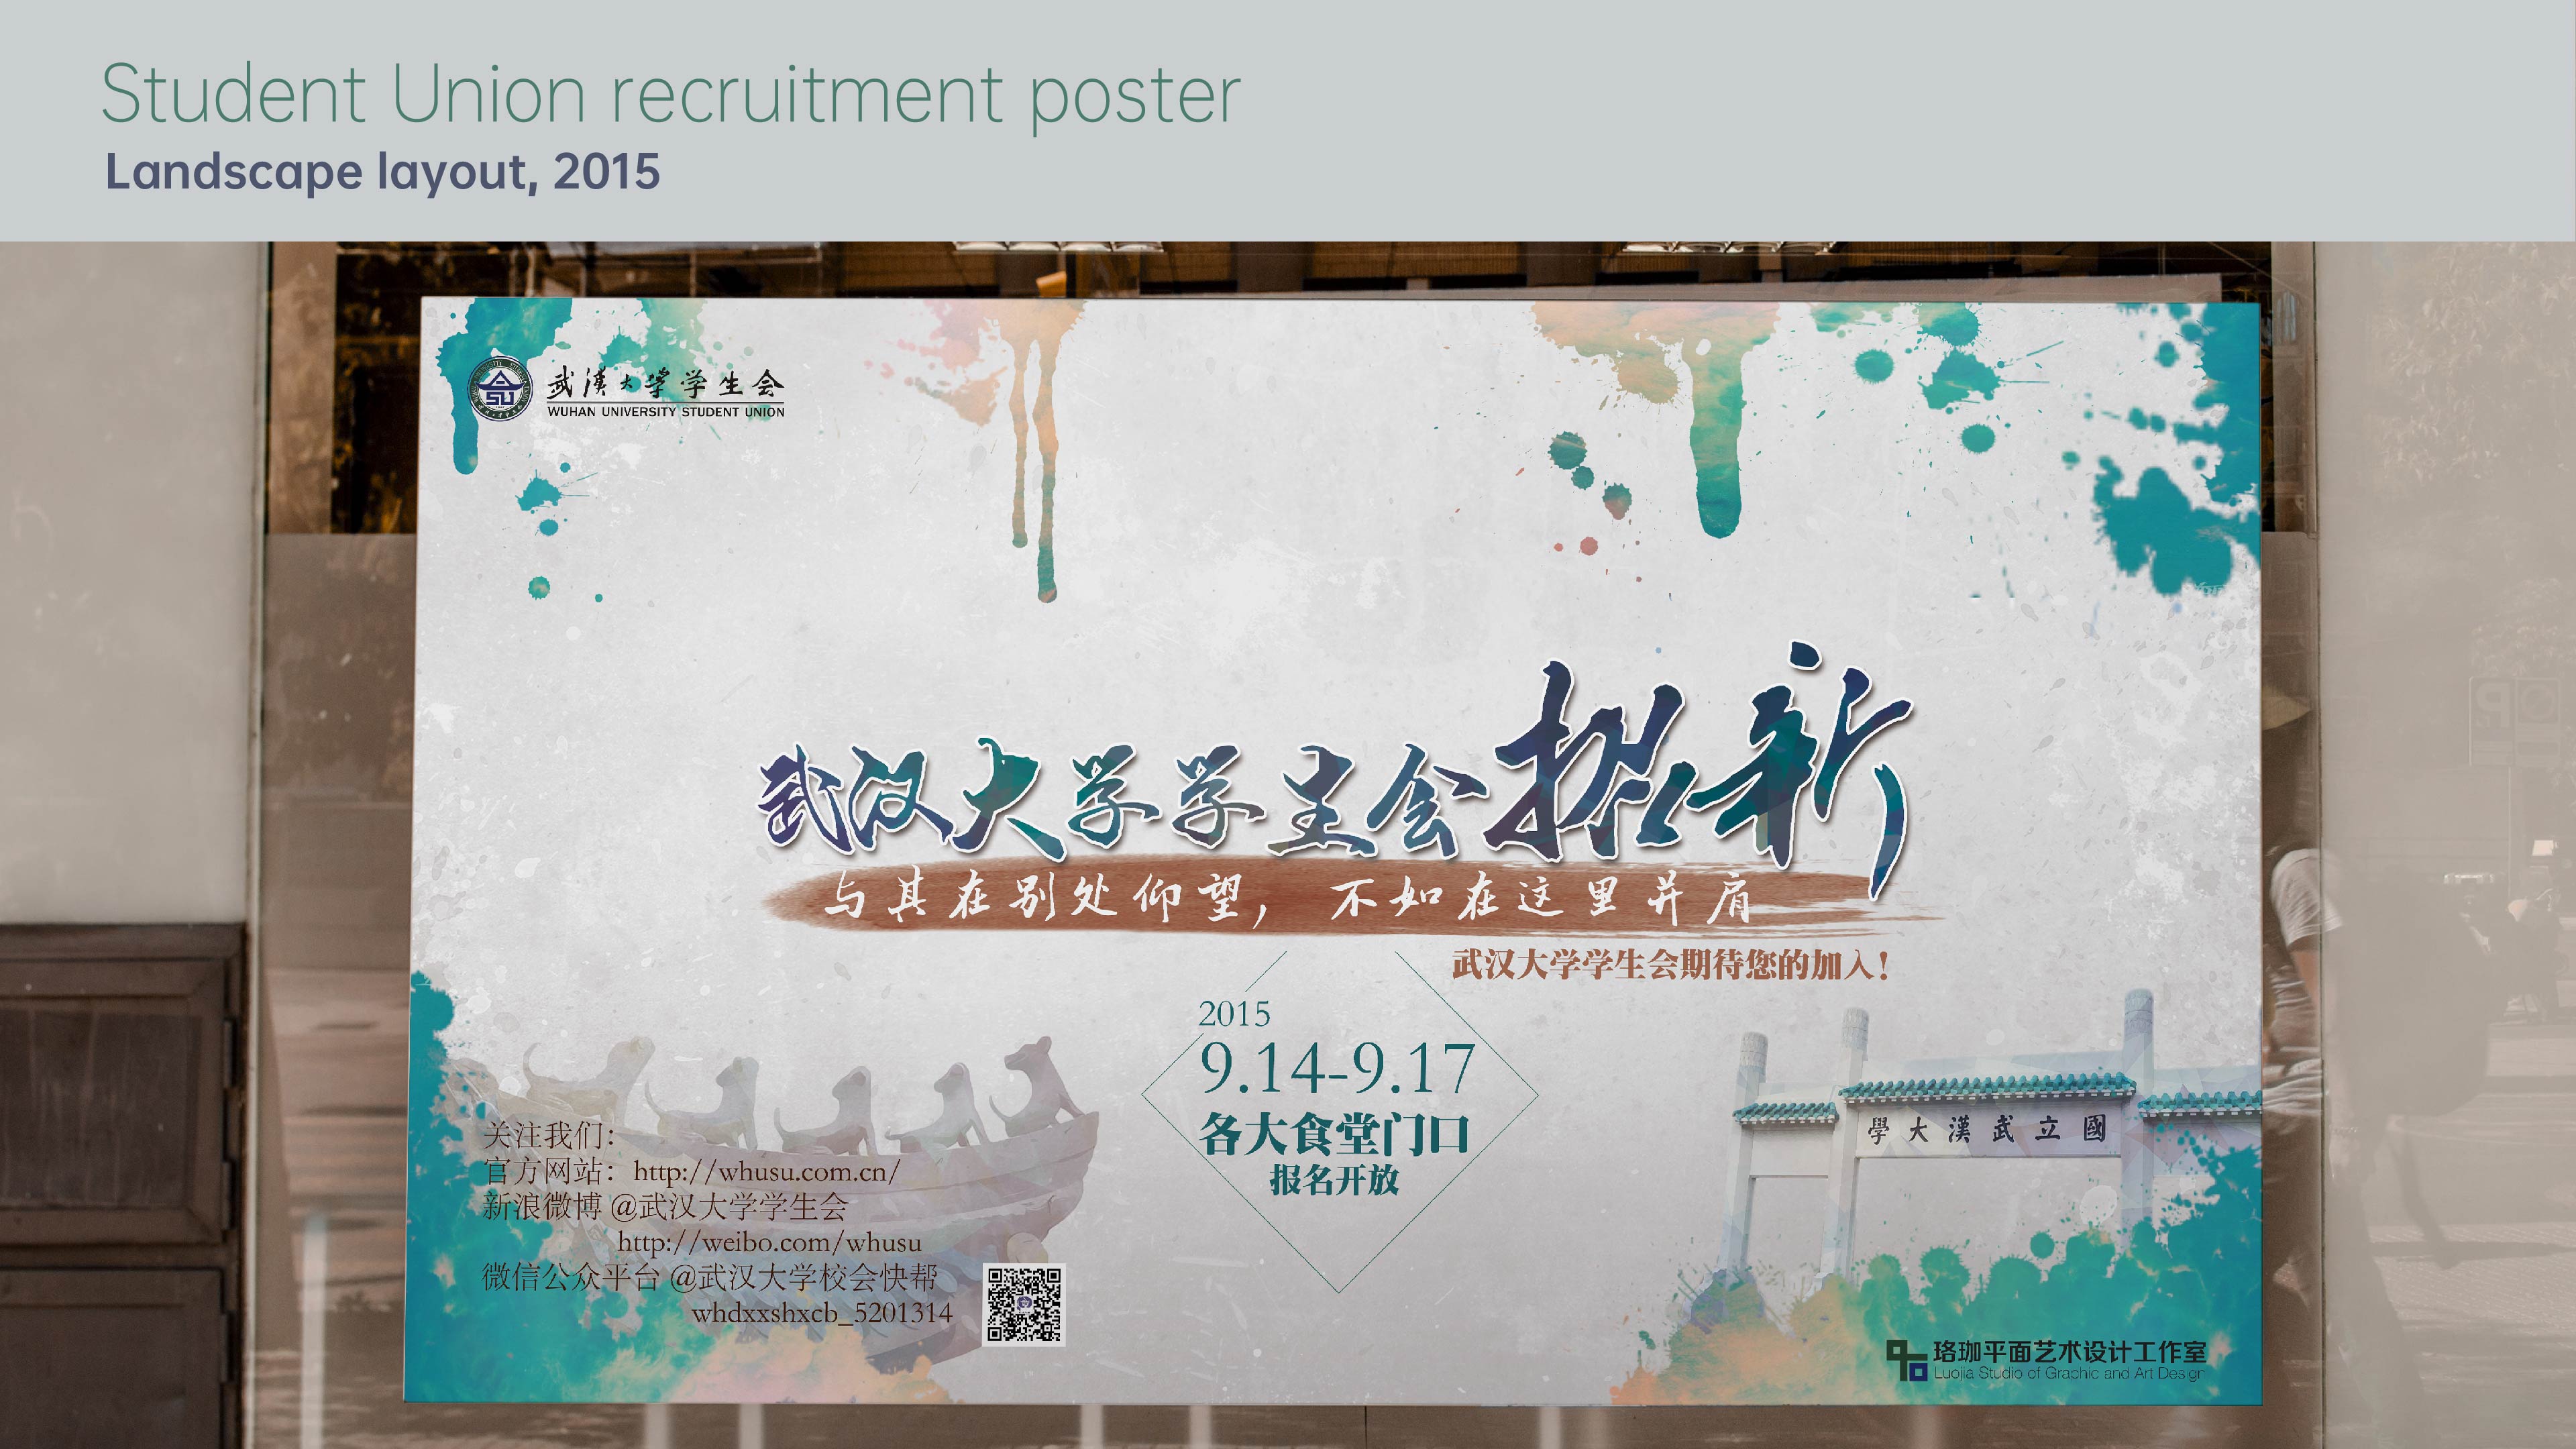 Student Union recruitment poster
Landscape layout, 2015
武漢大學学生会
WUHAN UNIVERSITY STUDENT UNION
SU
武汉大学学生会招新
与其在别处仰望，不如在这里并肩
武汉大学学生会期待您的加入！
2015
9.14-9.17
各大食堂门口
报名开放
學大漢武立國
关注我们：
官方网站：http://whusu.com.cn/
新浪微博 @武汉大学学生会
http://weibo.com/whusu
微信公众平台 @武汉大学校会快帮
whdxxshxcb_5201314
珞珈平面艺术设计工作室
Luojia Studio of Graphic and Art Design